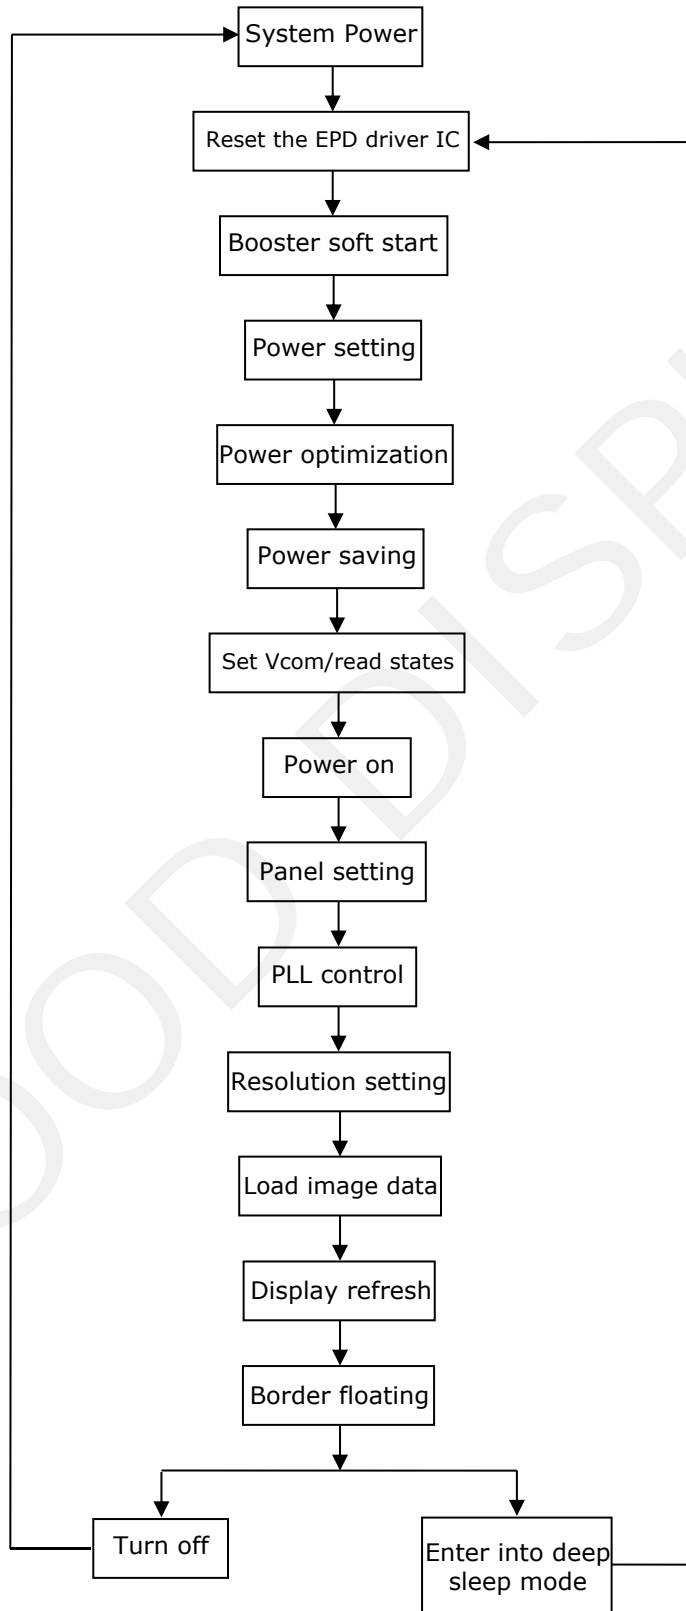 System Power
Reset the EPD driver IC
Booster soft start
Power setting
Power optimization
Power saving
Set Vcom/read states
Power on
Panel setting
PLL control
Resolution setting
Load image data
Display refresh
Border floating
Turn off
Enter into deep
sleep mode
OOD DISP